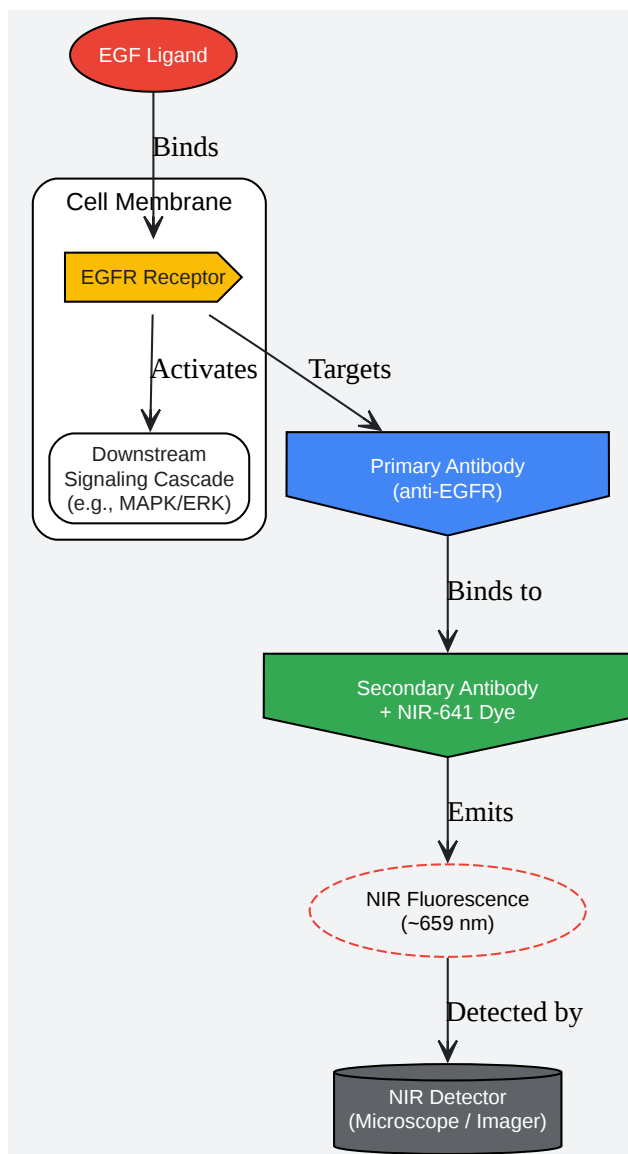 EGF Ligand
Binds
Cell Membrane
EGFR Receptor
Activates
Targets
Downstream
Signaling Cascade
(e.g., MAPK/ERK)
Primary Antibody
(anti-EGFR)
Binds to
Secondary Antibody
+ NIR-641 Dye
Emits
NIR Fluorescence
(~659 nm)
Detected by
NIR Detector
(Microscope / Imager)